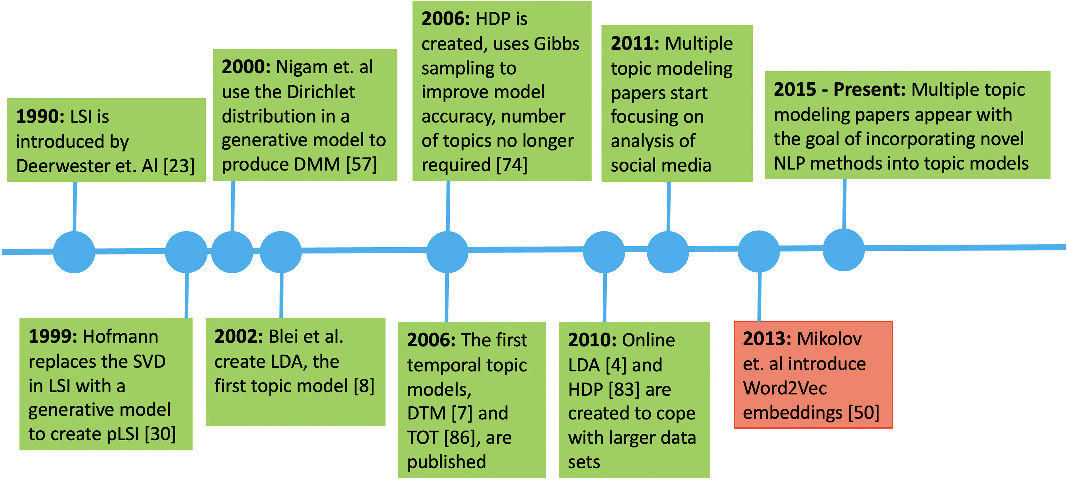 1990: LSI is
introduced by
Deerwester et. Al [23]
1999: Hofmann
replaces the SVD
in LSI with a
generative model
to create pLSI [30]
2000: Nigam et. al
use the Dirichlet
distribution in a
generative model to
produce DMM [57]
2002: Blei et al.
create LDA, the
first topic model [8]
2006: HDP is
created, uses Gibbs
sampling to
improve model
accuracy, number
of topics no longer
required [74]
2006: The first
temporal topic
models,
DTM [7] and
TOT [86], are
published
2010: Online
LDA [4] and
HDP [83] are
created to cope
with larger data
sets
2011: Multiple
topic modeling
papers start
focusing on
analysis of
social media
2013: Mikolov
et. al introduce
Word2Vec
embeddings [50]
2015 - Present: Multiple topic
modeling papers appear with
the goal of incorporating novel
NLP methods into topic models